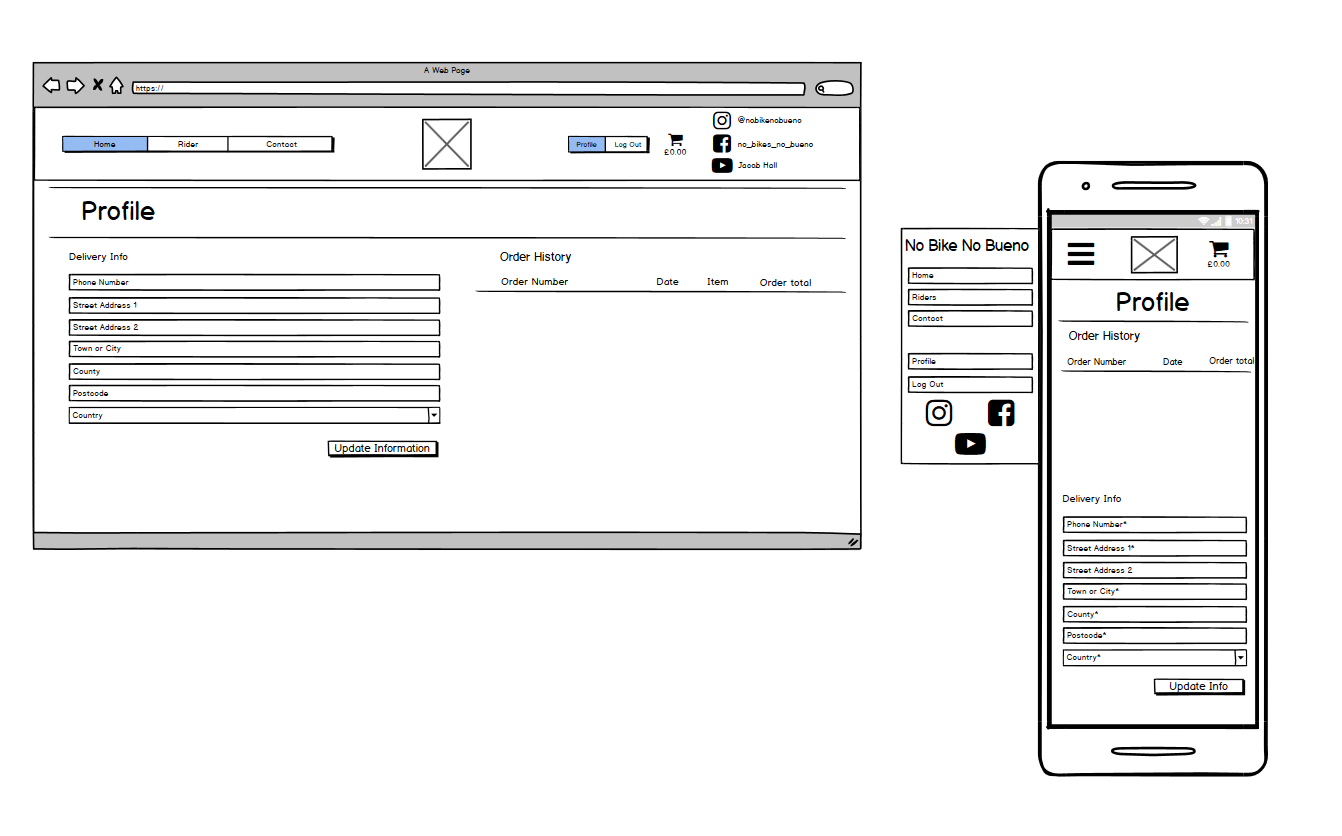 A Web Page
https://
Home Rider Contact
Profile Log Out
£0.00
@nobikenobueno
no_bikes_no_bueno
Jacob Hall
Profile
Delivery Info
Phone Number
Street Address 1
Street Address 2
Town or City
County
Postcode
Country
Update Information
Order History
Order Number Date Item Order total
No Bike No Bueno
Home
Riders
Contact
Profile
Log Out
10:31
£0.00
Profile
Order History
Order Number Date Order total
Delivery Info
Phone Number*
Street Address 1*
Street Address 2
Town or City*
County*
Postcode*
Country*
Update Info